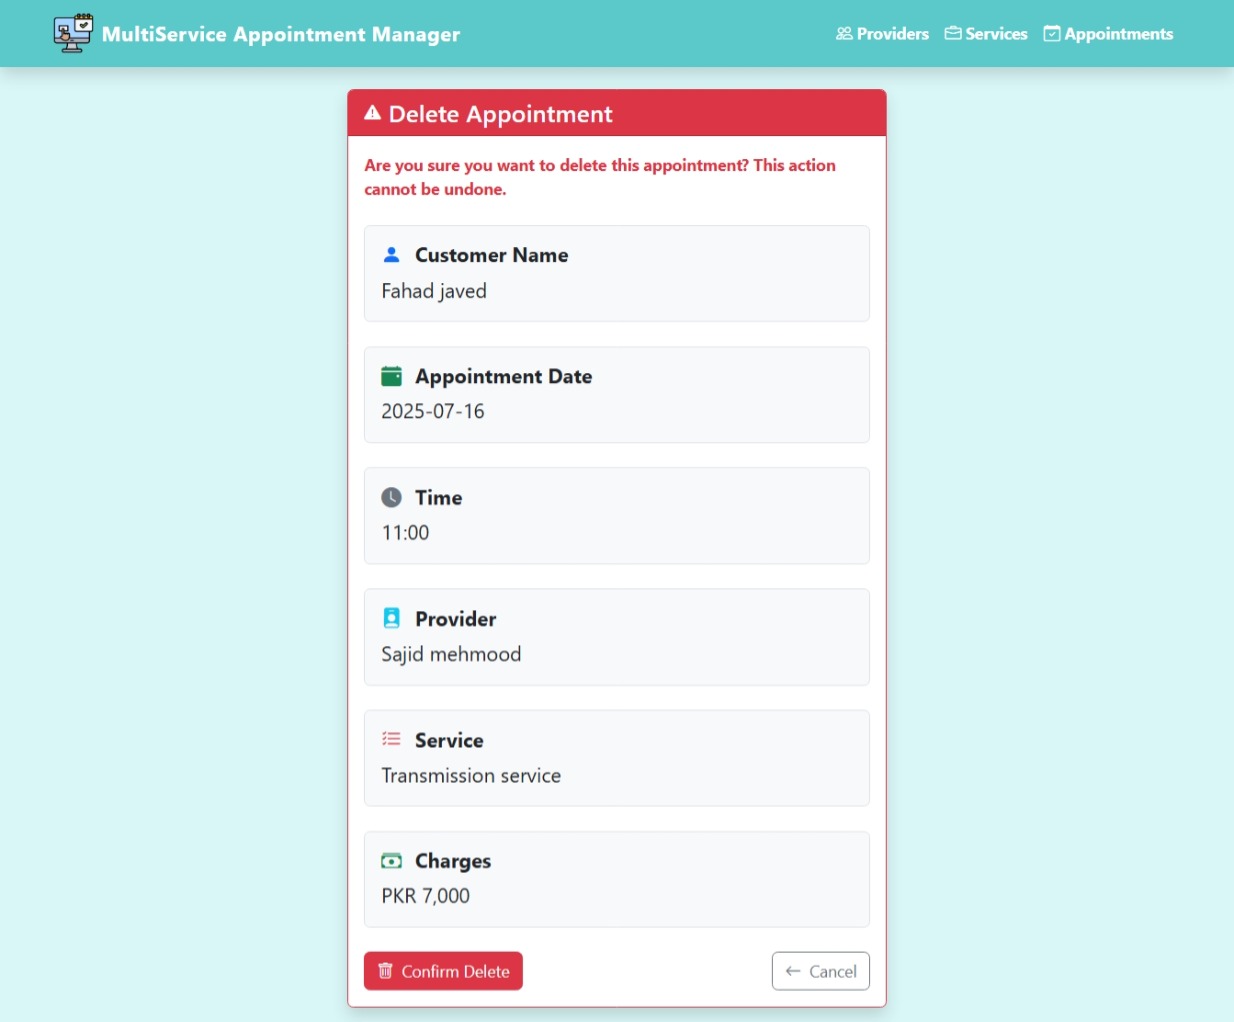 MultiService Appointment Manager
Providers
Services
Appointments
Delete Appointment
Are you sure you want to delete this appointment? This action
cannot be undone.
Customer Name
Fahad javed
Appointment Date
2025-07-16
Time
11:00
Provider
Sajid mehmood
Service
Transmission service
Charges
PKR 7,000
Confirm Delete
Cancel